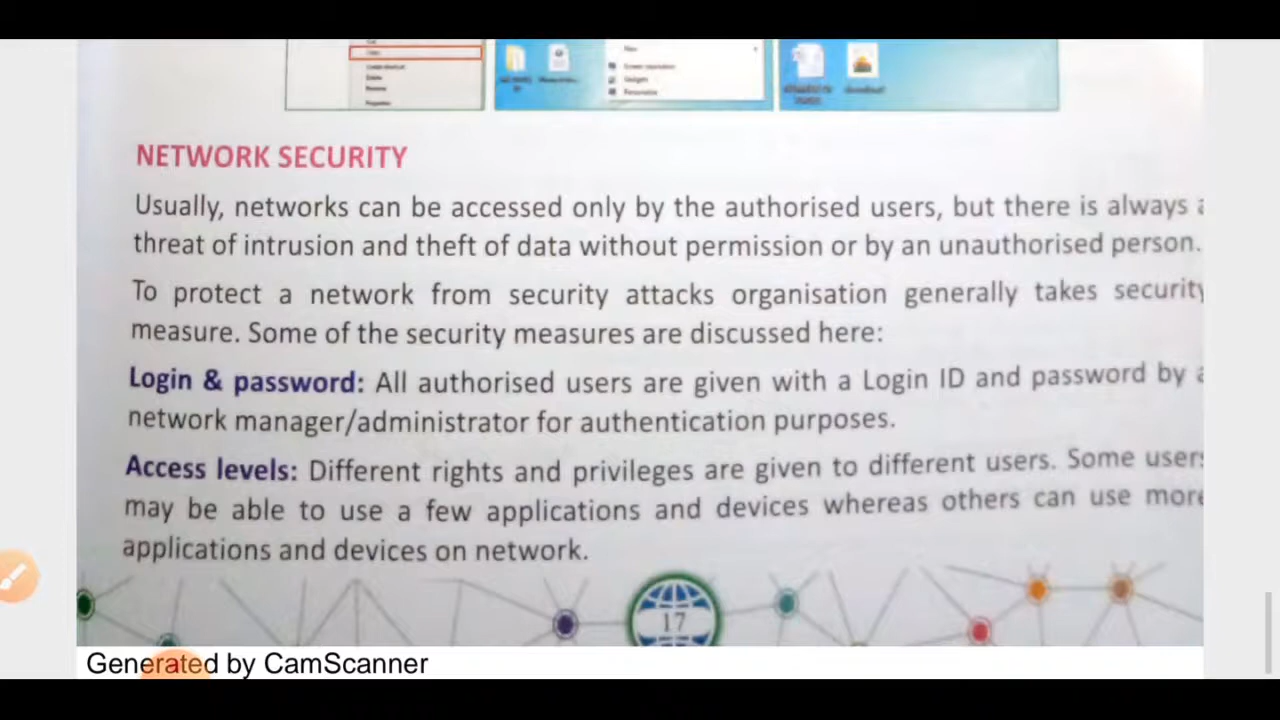 NETWORK SECURITY
Usually, networks can be accessed only by the authorised users, but there is always a
threat of intrusion and theft of data without permission or by an unauthorised person.
To protect a network from security attacks organisation generally takes security
measure. Some of the security measures are discussed here:
Login & password: All authorised users are given with a Login ID and password by a
network manager/administrator for authentication purposes.
Access levels: Different rights and privileges are given to different users. Some users
may be able to use a few applications and devices whereas others can use more
applications and devices on network.
17
Generated by CamScanner